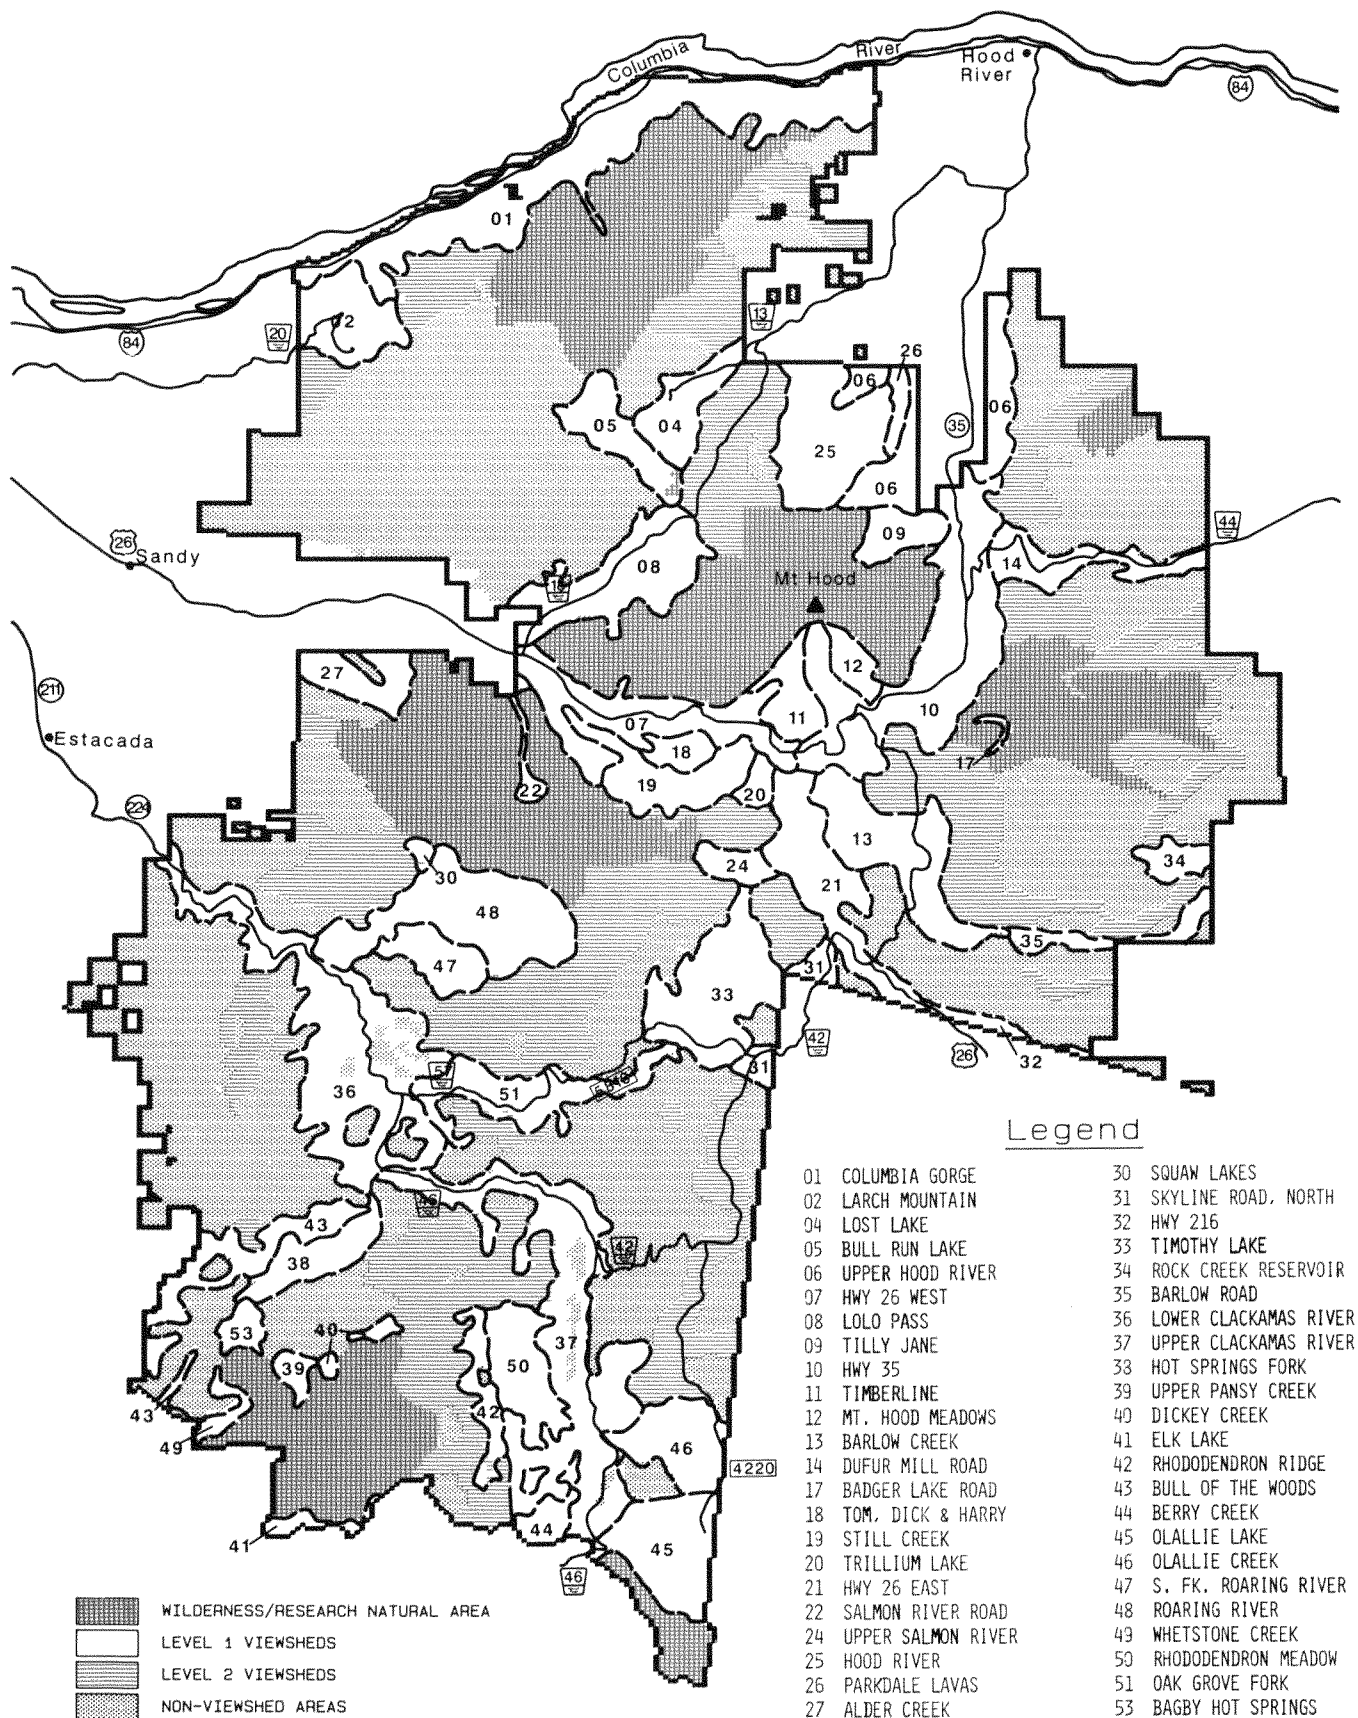 Columbia
River
Hood
River
84
01
84
20
02
13
26
06
06
05
04
35
25
06
44
26
Sandy
09
14
08
18
Mt Hood
27
12
211
10
11
07
Estacada
18
17
22
19
20
224
13
34
24
30
21
48
35
47
31
33
42
26
32
57
31
51
36
Legend
46
43
42
38
53
40
37
39
50
43
42
49
46
4220
44
41
45
46
01 COLUMBIA GORGE
02 LARCH MOUNTAIN
04 LOST LAKE
05 BULL RUN LAKE
06 UPPER HOOD RIVER
07 HWY 26 WEST
08 LOLO PASS
09 TILLY JANE
10 HWY 35
11 TIMBERLINE
12 MT. HOOD MEADOWS
13 BARLOW CREEK
14 DUFUR MILL ROAD
17 BADGER LAKE ROAD
18 TOM, DICK & HARRY
19 STILL CREEK
20 TRILLIUM LAKE
21 HWY 26 EAST
22 SALMON RIVER ROAD
24 UPPER SALMON RIVER
25 HOOD RIVER
26 PARKDALE LAVAS
27 ALDER CREEK
30 SQUAW LAKES
31 SKYLINE ROAD, NORTH
32 HWY 216
33 TIMOTHY LAKE
34 ROCK CREEK RESERVOIR
35 BARLOW ROAD
36 LOWER CLACKAMAS RIVER
37 UPPER CLACKAMAS RIVER
38 HOT SPRINGS FORK
39 UPPER PANSY CREEK
40 DICKEY CREEK
41 ELK LAKE
42 RHODODENDRON RIDGE
43 BULL OF THE WOODS
44 BERRY CREEK
45 OLALLIE LAKE
46 OLALLIE CREEK
47 S. FK. ROARING RIVER
48 ROARING RIVER
49 WHETSTONE CREEK
50 RHODODENDRON MEADOW
51 OAK GROVE FORK
53 BAGBY HOT SPRINGS
WILDERNESS/RESEARCH NATURAL AREA
LEVEL 1 VIEWSHEDS
LEVEL 2 VIEWSHEDS
NON-VIEWSHED AREAS